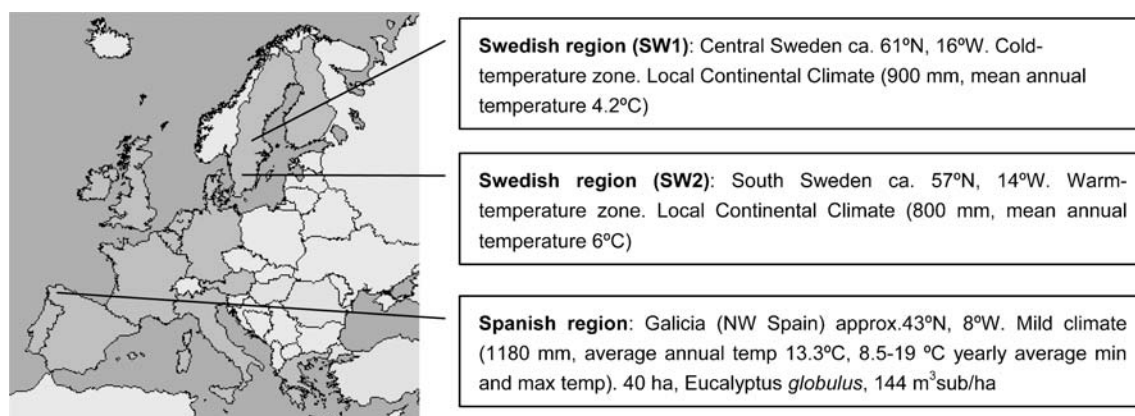 Swedish region (SW1): Central Sweden ca. 61ºN, 16ºW. Cold-
temperature zone. Local Continental Climate (900 mm, mean annual
temperature 4.2ºC)
Swedish region (SW2): South Sweden ca. 57ºN, 14ºW. Warm-
temperature zone. Local Continental Climate (800 mm, mean annual
temperature 6ºC)
Spanish region: Galicia (NW Spain) approx.43ºN, 8ºW. Mild climate
(1180 mm, average annual temp 13.3ºC, 8.5-19 ºC yearly average min
and max temp). 40 ha, Eucalyptus globulus, 144 m³sub/ha